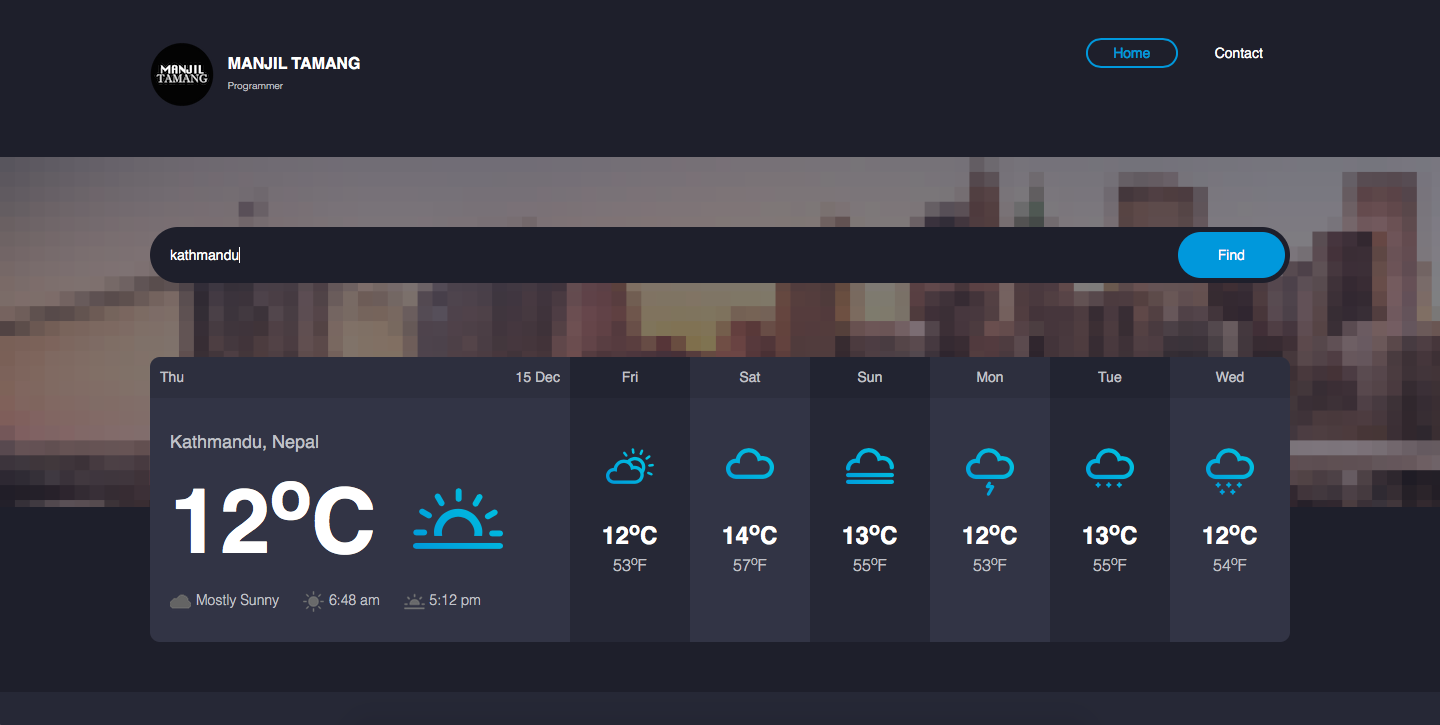 MANJIL
TAMANG
MANJIL TAMANG
Programmer
Home
Contact
kathmandu
Find
Thu
15 Dec
Fri
Sat
Sun
Mon
Tue
Wed
Kathmandu, Nepal
12ºC
Mostly Sunny
6:48 am
5:12 pm
12ºC
53ºF
14ºC
57ºF
13ºC
55ºF
12ºC
53ºF
13ºC
55ºF
12ºC
54ºF